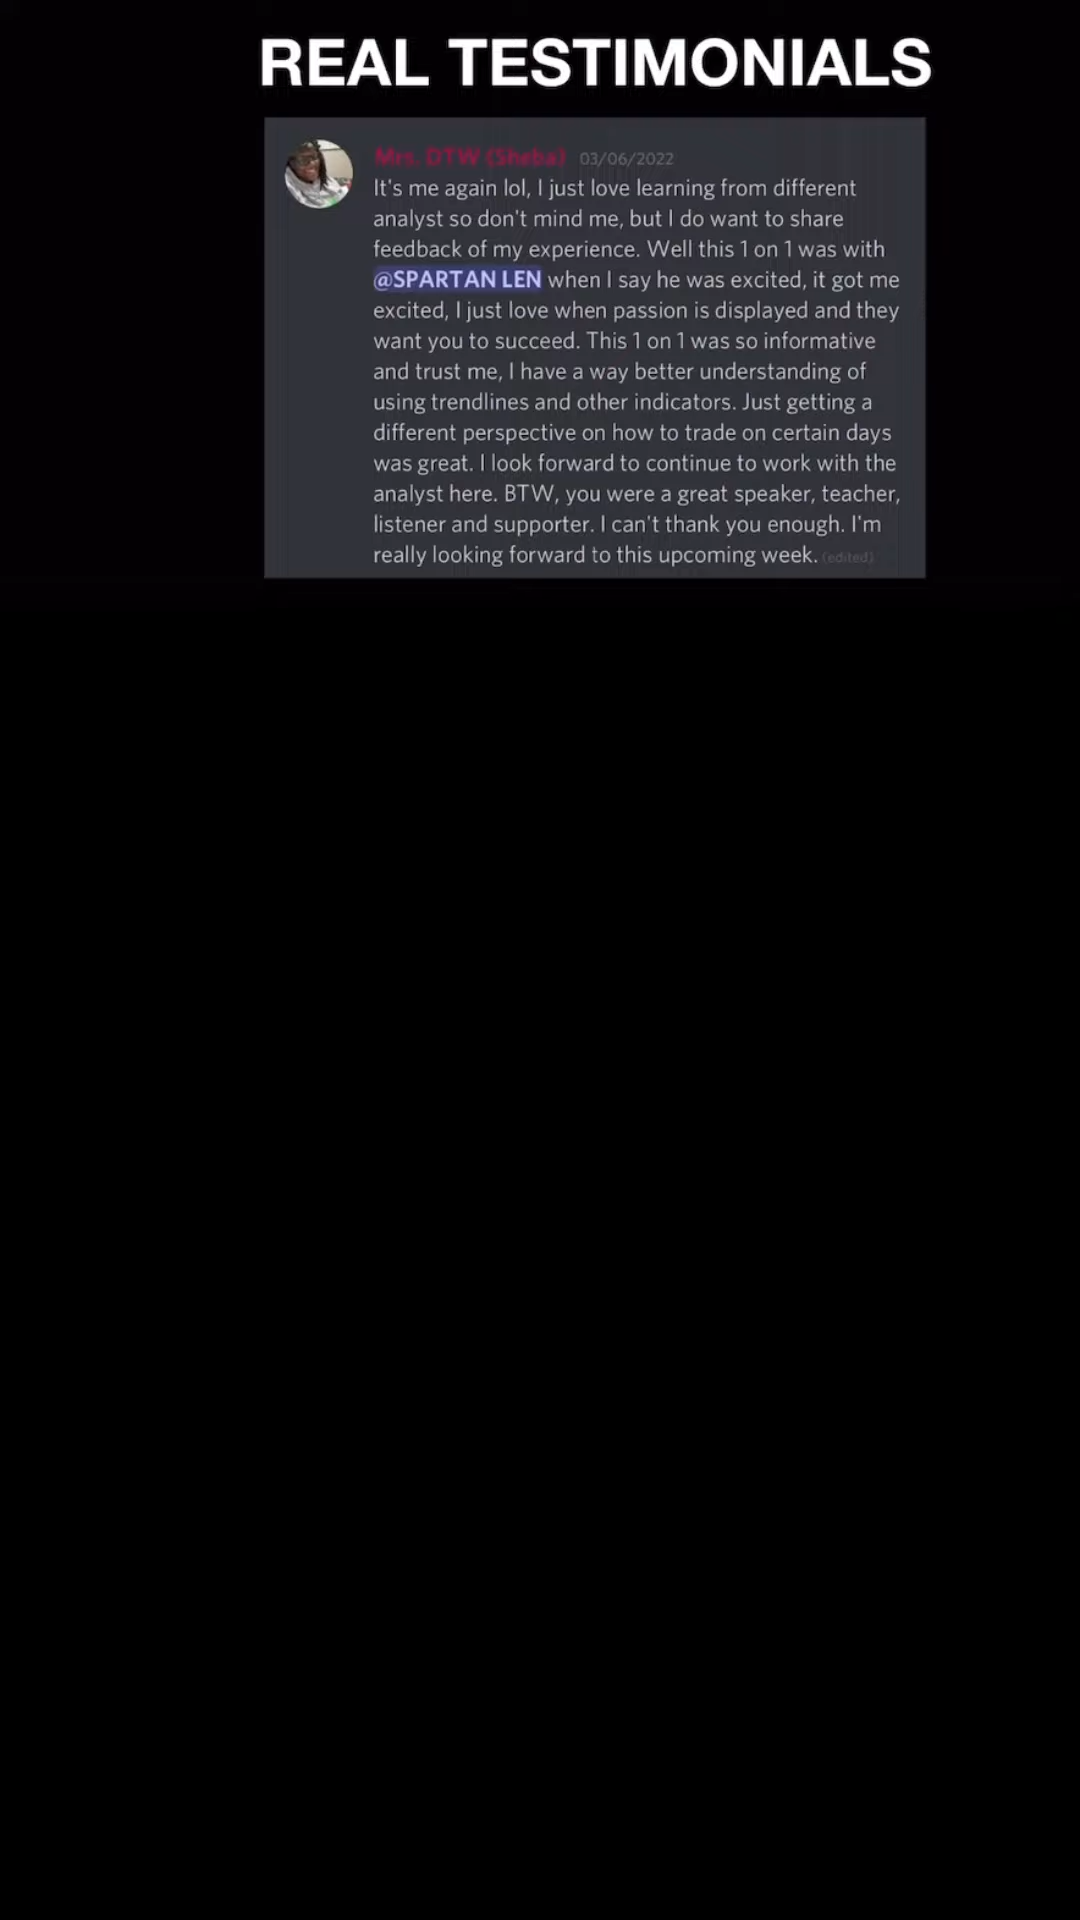 REAL TESTIMONIALS
Mrs. DTW (Sheba) 03/06/2022
It's me again lol, I just love learning from different
analyst so don't mind me, but I do want to share
feedback of my experience. Well this 1 on 1 was with
@SPARTAN LEN when I say he was excited, it got me
excited, I just love when passion is displayed and they
want you to succeed. This 1 on 1 was so informative
and trust me, I have a way better understanding of
using trendlines and other indicators. Just getting a
different perspective on how to trade on certain days
was great. I look forward to continue to work with the
analyst here. BTW, you were a great speaker, teacher,
listener and supporter. I can't thank you enough. I'm
really looking forward to this upcoming week. (edited)